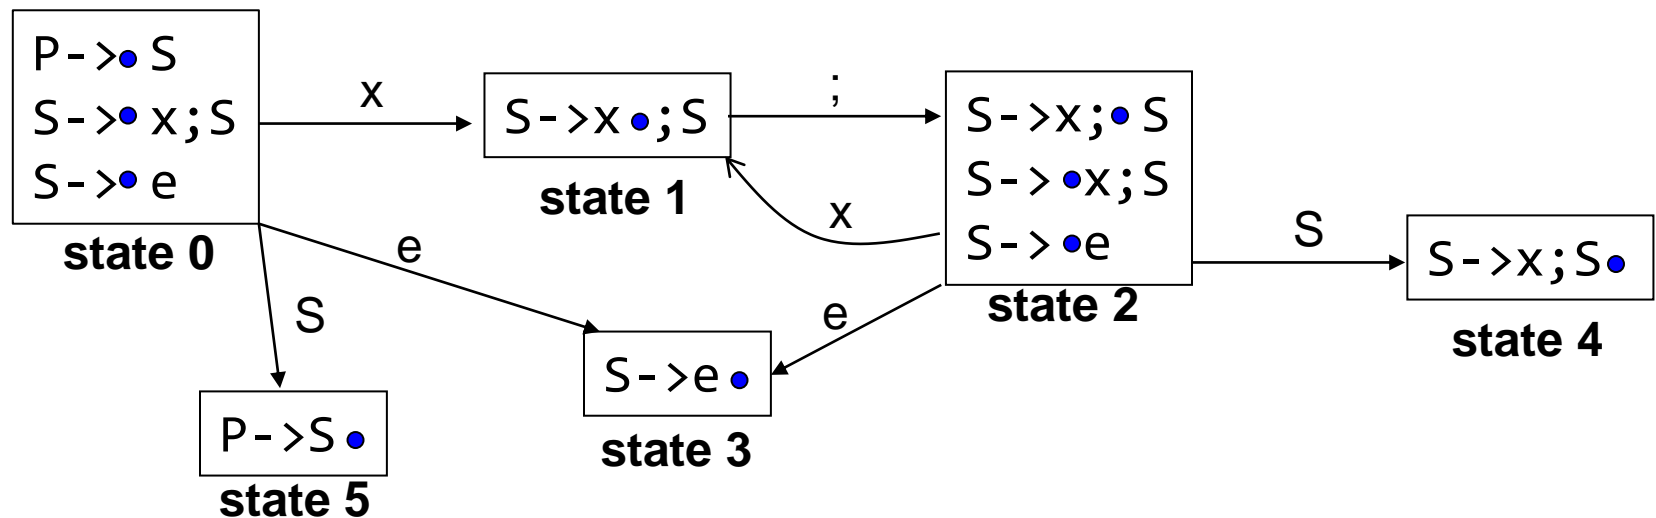 P->• S
S->• x;S
S->• e
state 0
x
S->x •;S
state 1
;
S->x;• S
S-> •x;S
S-> •e
state 2
x
e
S
e
S
S->x;S•
state 4
S->e •
state 3
P->S •
state 5